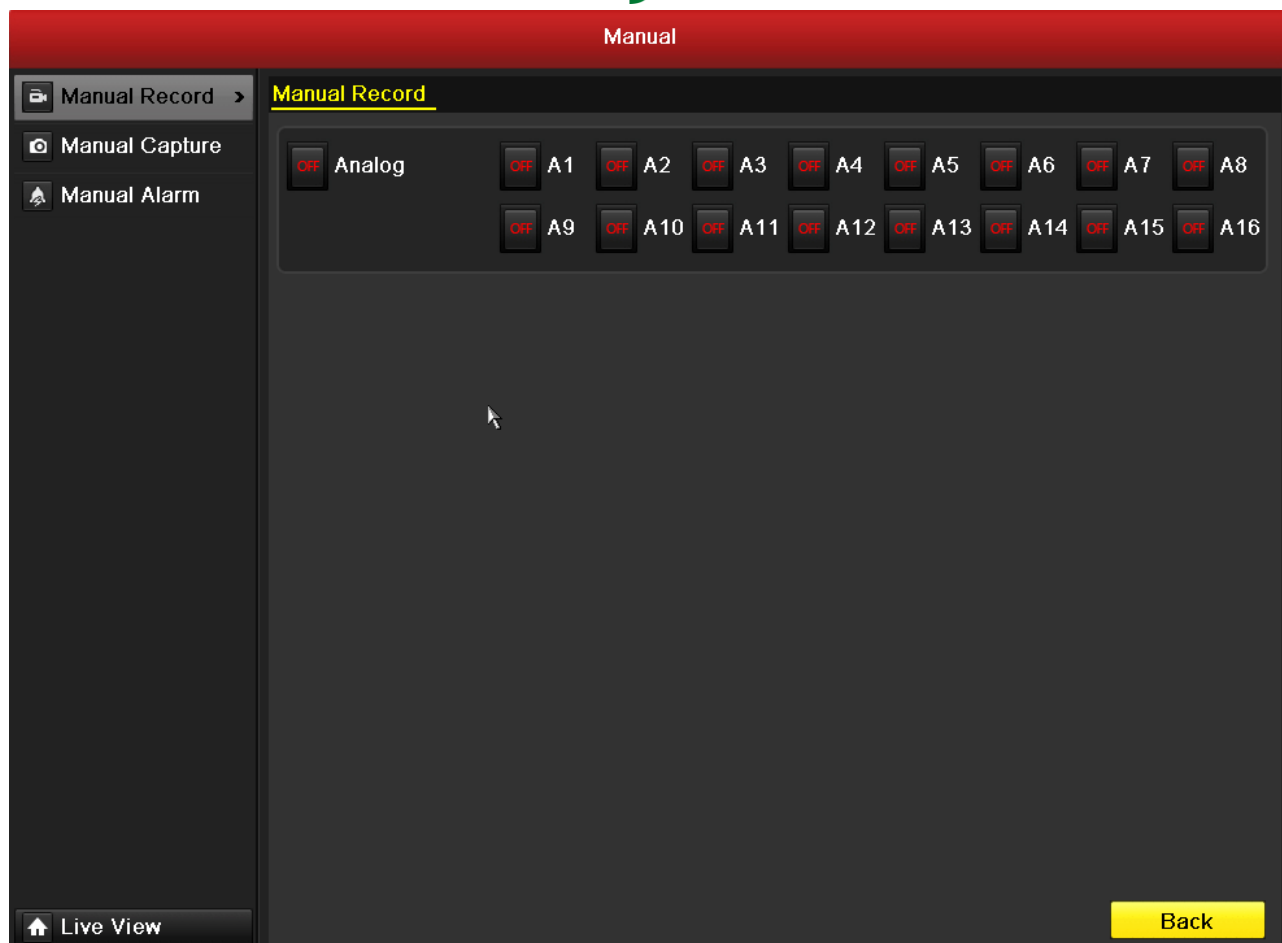 Manual
Manual Record >
Manual Capture
Manual Alarm
Live View
Manual Record
OFF Analog OFF A1 OFF A2 OFF A3 OFF A4 OFF A5 OFF A6 OFF A7 OFF A8
OFF A9 OFF A10 OFF A11 OFF A12 OFF A13 OFF A14 OFF A15 OFF A16
Back